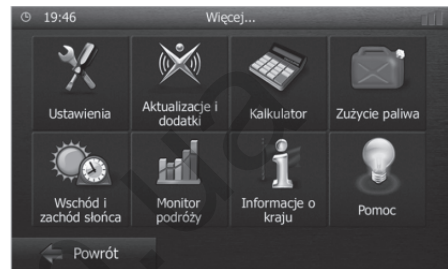 19:46 Więcej...
Ustawienia
Aktualizacje i
dodatki
Kalkulator
Zużycie paliwa
Wschód i
zachód słońca
Monitor
podróży
Informacje o
kraju
Pomoc
Powrót